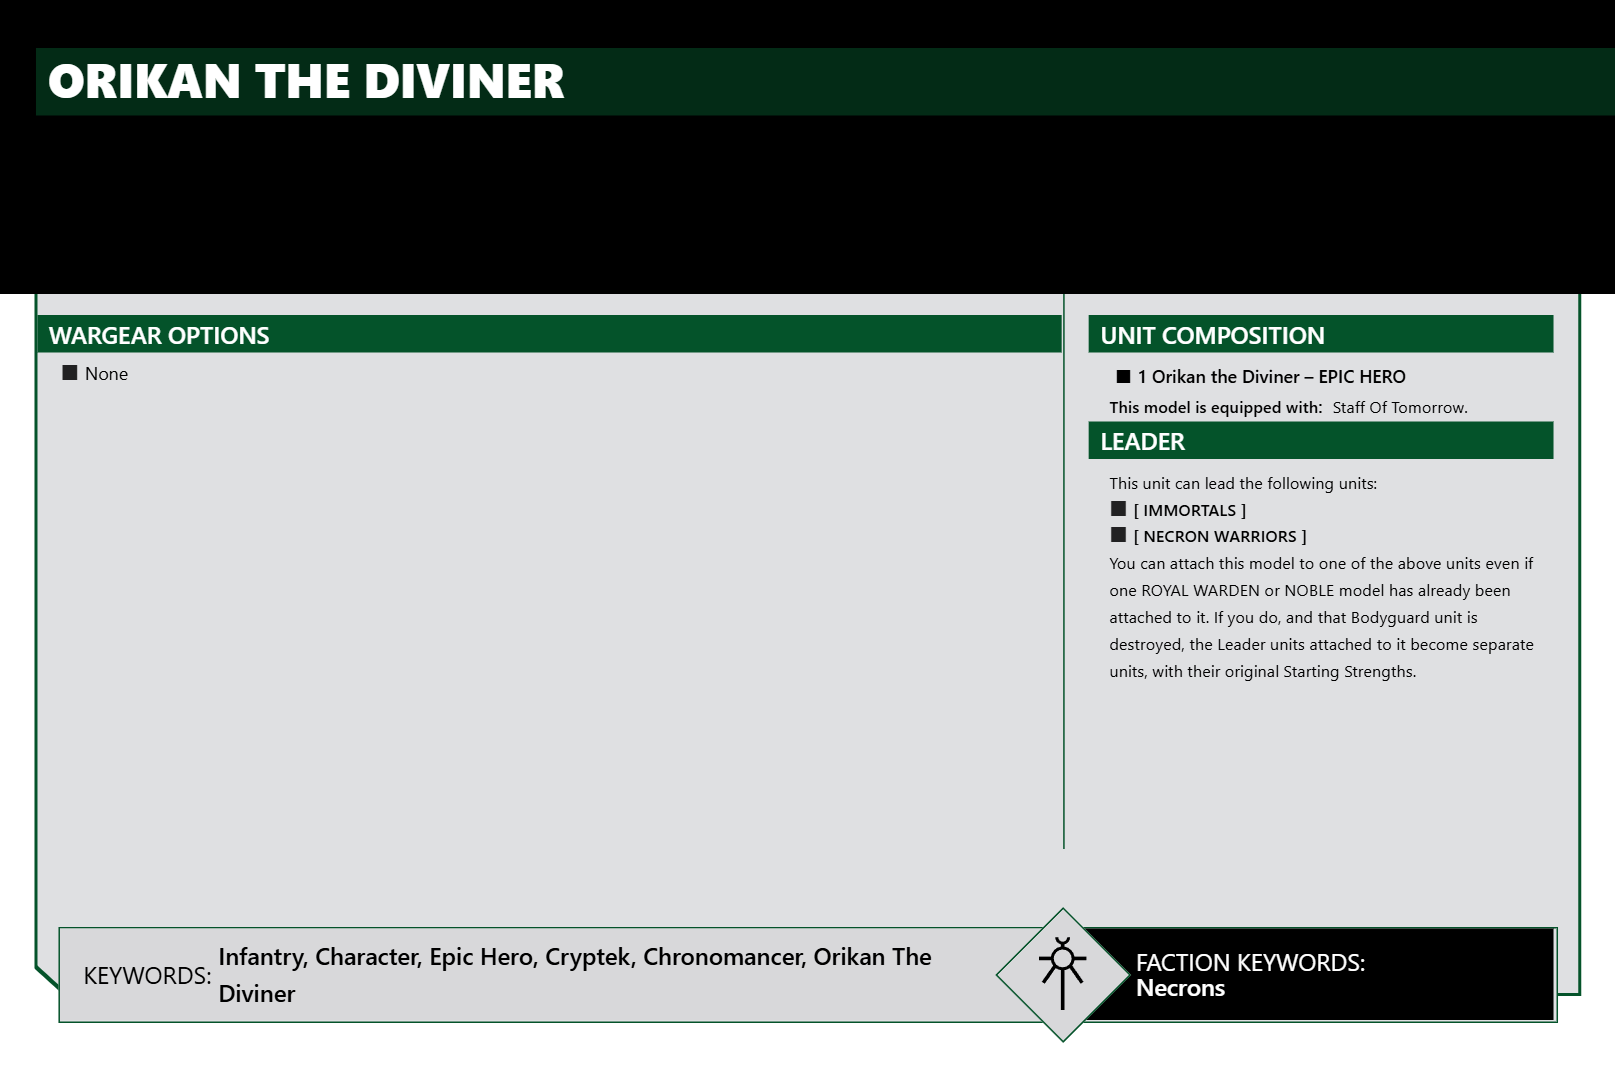 ORIKAN THE DIVINER
WARGEAR OPTIONS
None
UNIT COMPOSITION
1 Orikan the Diviner – EPIC HERO
This model is equipped with: Staff Of Tomorrow.
LEADER
This unit can lead the following units:
[ IMMORTALS ]
[ NECRON WARRIORS ]
You can attach this model to one of the above units even if
one ROYAL WARDEN or NOBLE model has already been
attached to it. If you do, and that Bodyguard unit is
destroyed, the Leader units attached to it become separate
units, with their original Starting Strengths.
KEYWORDS: Infantry, Character, Epic Hero, Cryptek, Chronomancer, Orikan The
Diviner
FACTION KEYWORDS:
Necrons